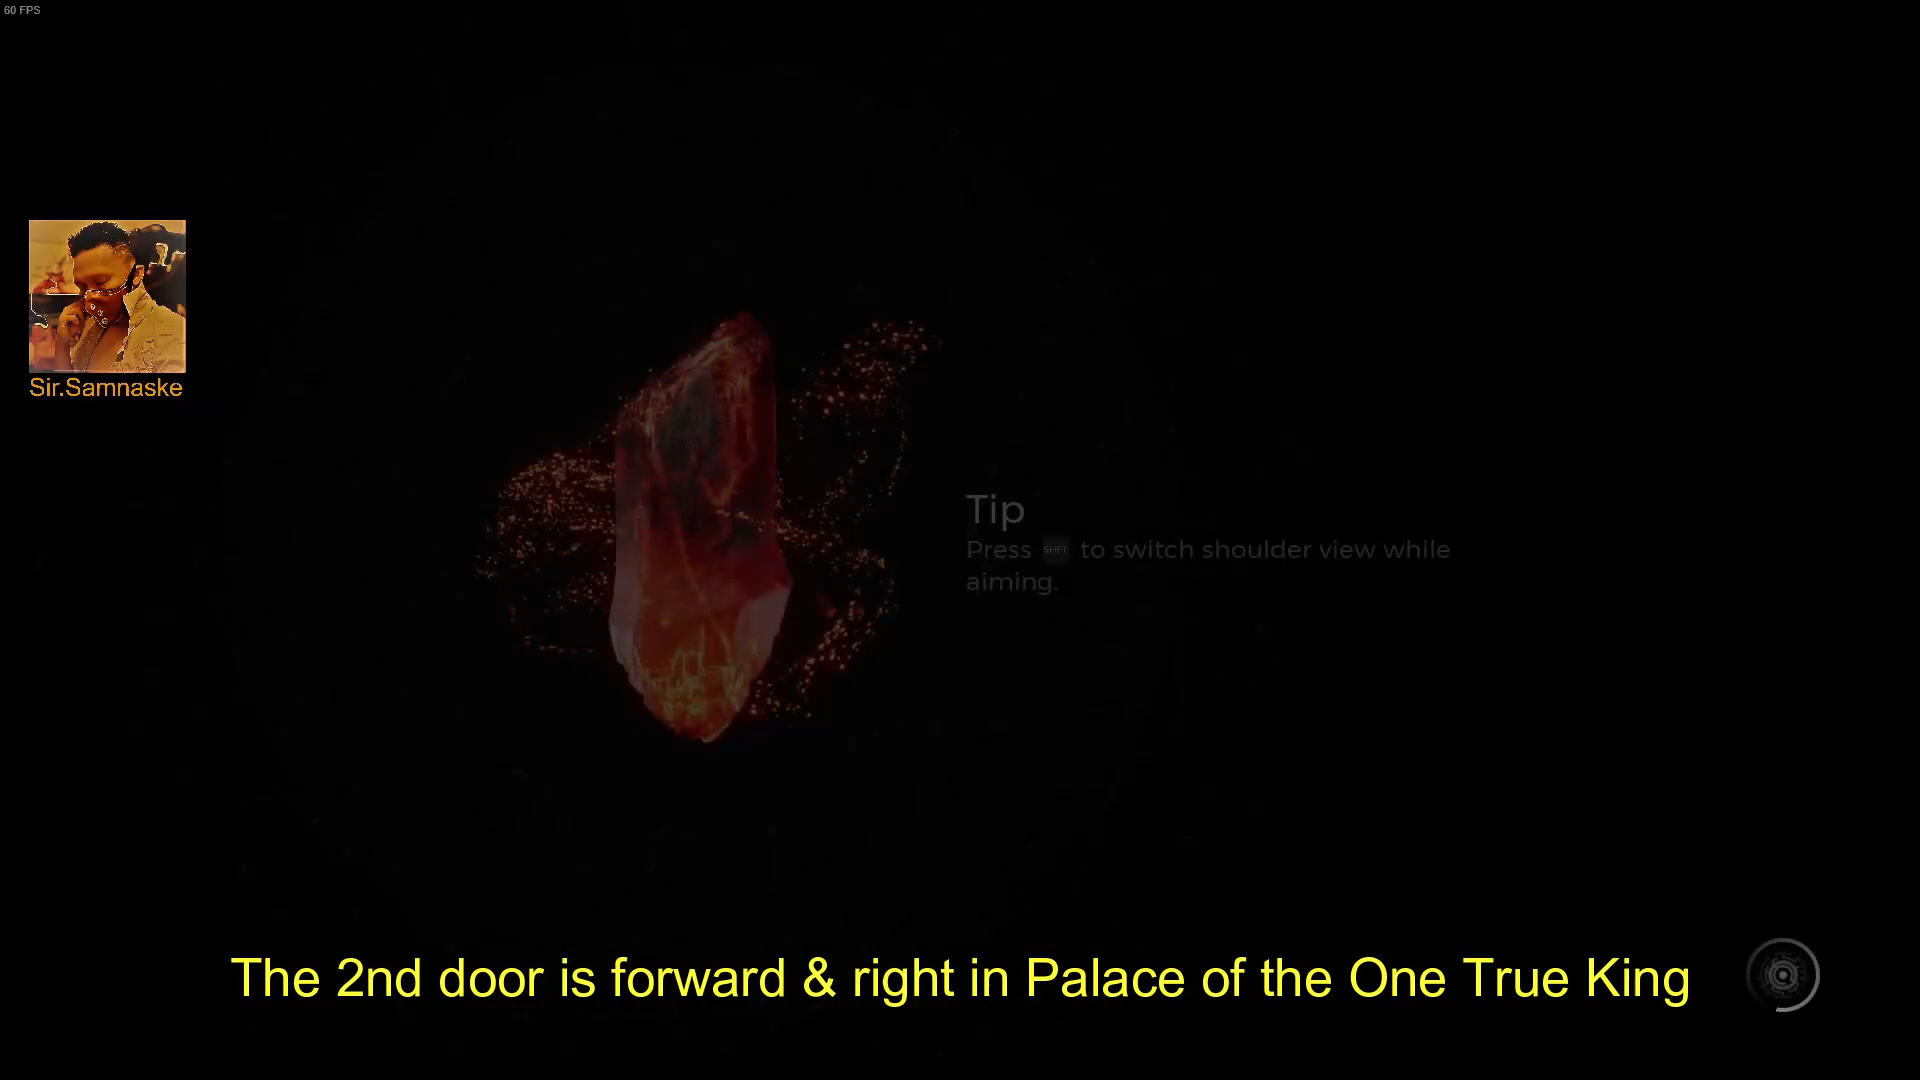 60 FPS
Sir.Samnaske
Tip
Press SHIFT to switch shoulder view while
aiming.
The 2nd door is forward & right in Palace of the One True King